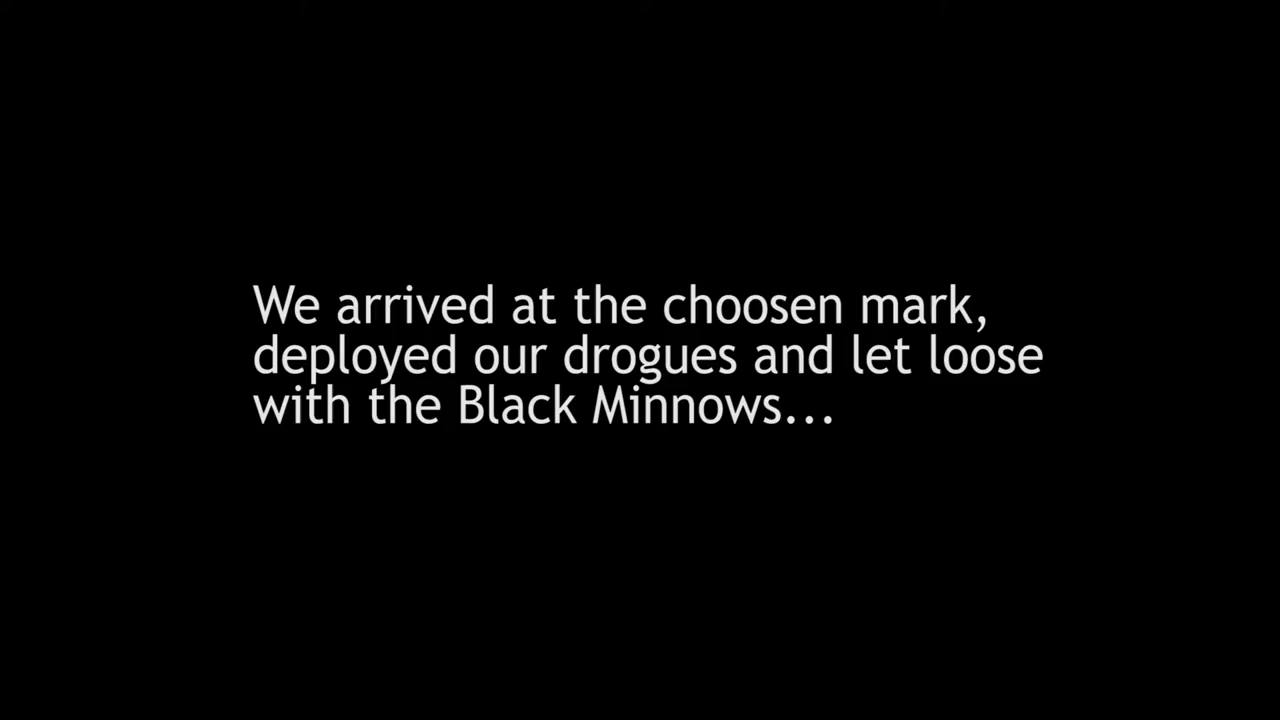 We arrived at the choosen mark,
deployed our drogues and let loose
with the Black Minnows...